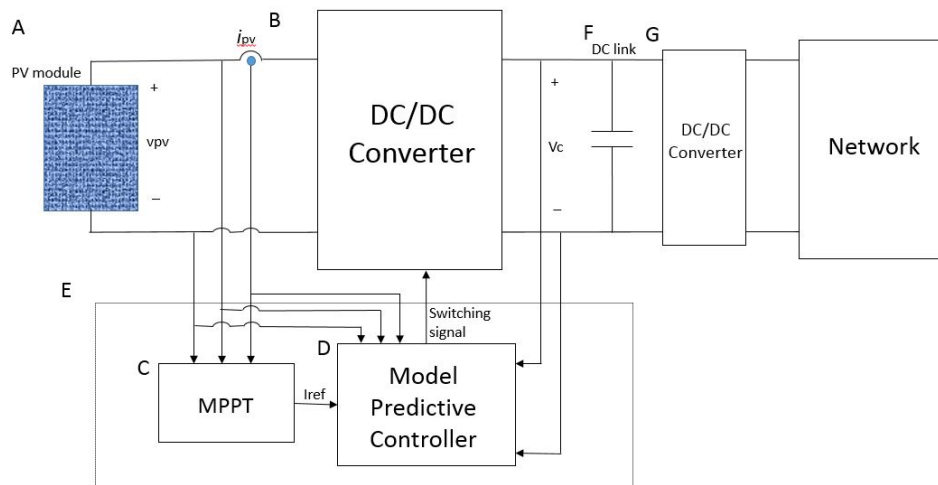 A
B
F
G
PV module
ipv
DC link
+
vpv
–
DC/DC
Converter
+
Vc
–
DC/DC
Converter
Network
E
Switching
signal
C
MPPT
Iref
D
Model
Predictive
Controller